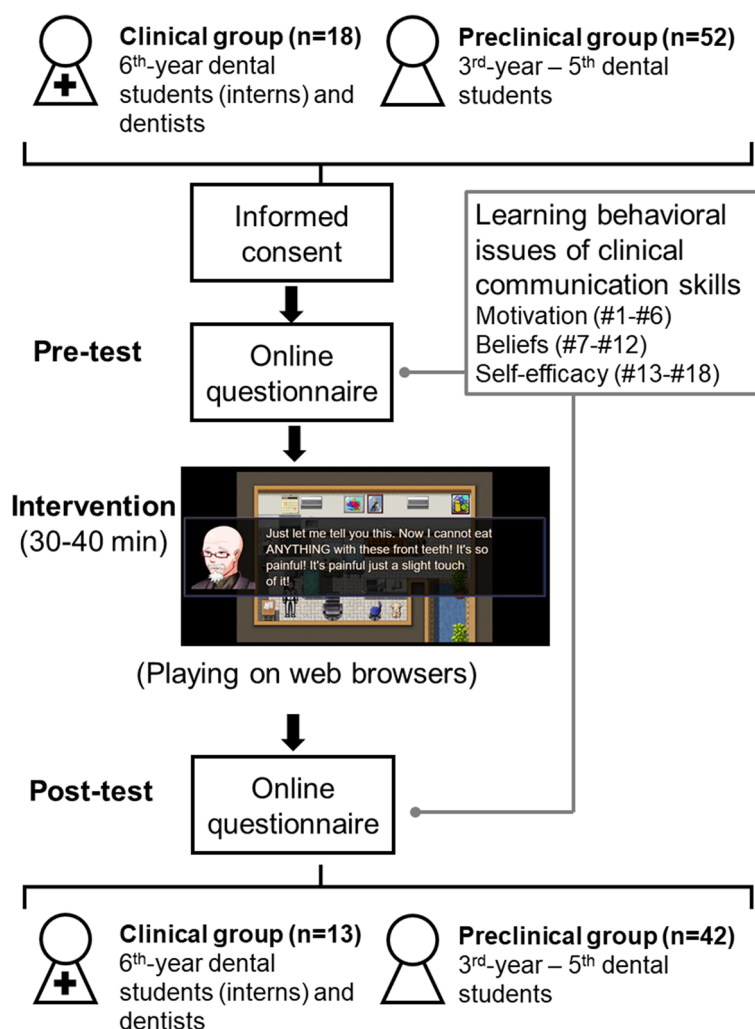 Clinical group (n=18)
6th-year dental
students (interns) and
dentists
Preclinical group (n=52)
3rd-year – 5th dental
students
Informed
consent
Learning behavioral
issues of clinical
communication skills
Motivation (#1-#6)
Beliefs (#7-#12)
Self-efficacy (#13-#18)
Pre-test
Online
questionnaire
Intervention
(30-40 min)
Just let me tell you this. Now I cannot eat
ANYTHING with these front teeth! It's so
painful! It's painful just a slight touch
of it!
(Playing on web browsers)
Post-test
Online
questionnaire
Clinical group (n=13)
6th-year dental
students (interns) and
dentists
Preclinical group (n=42)
3rd-year – 5th dental
students